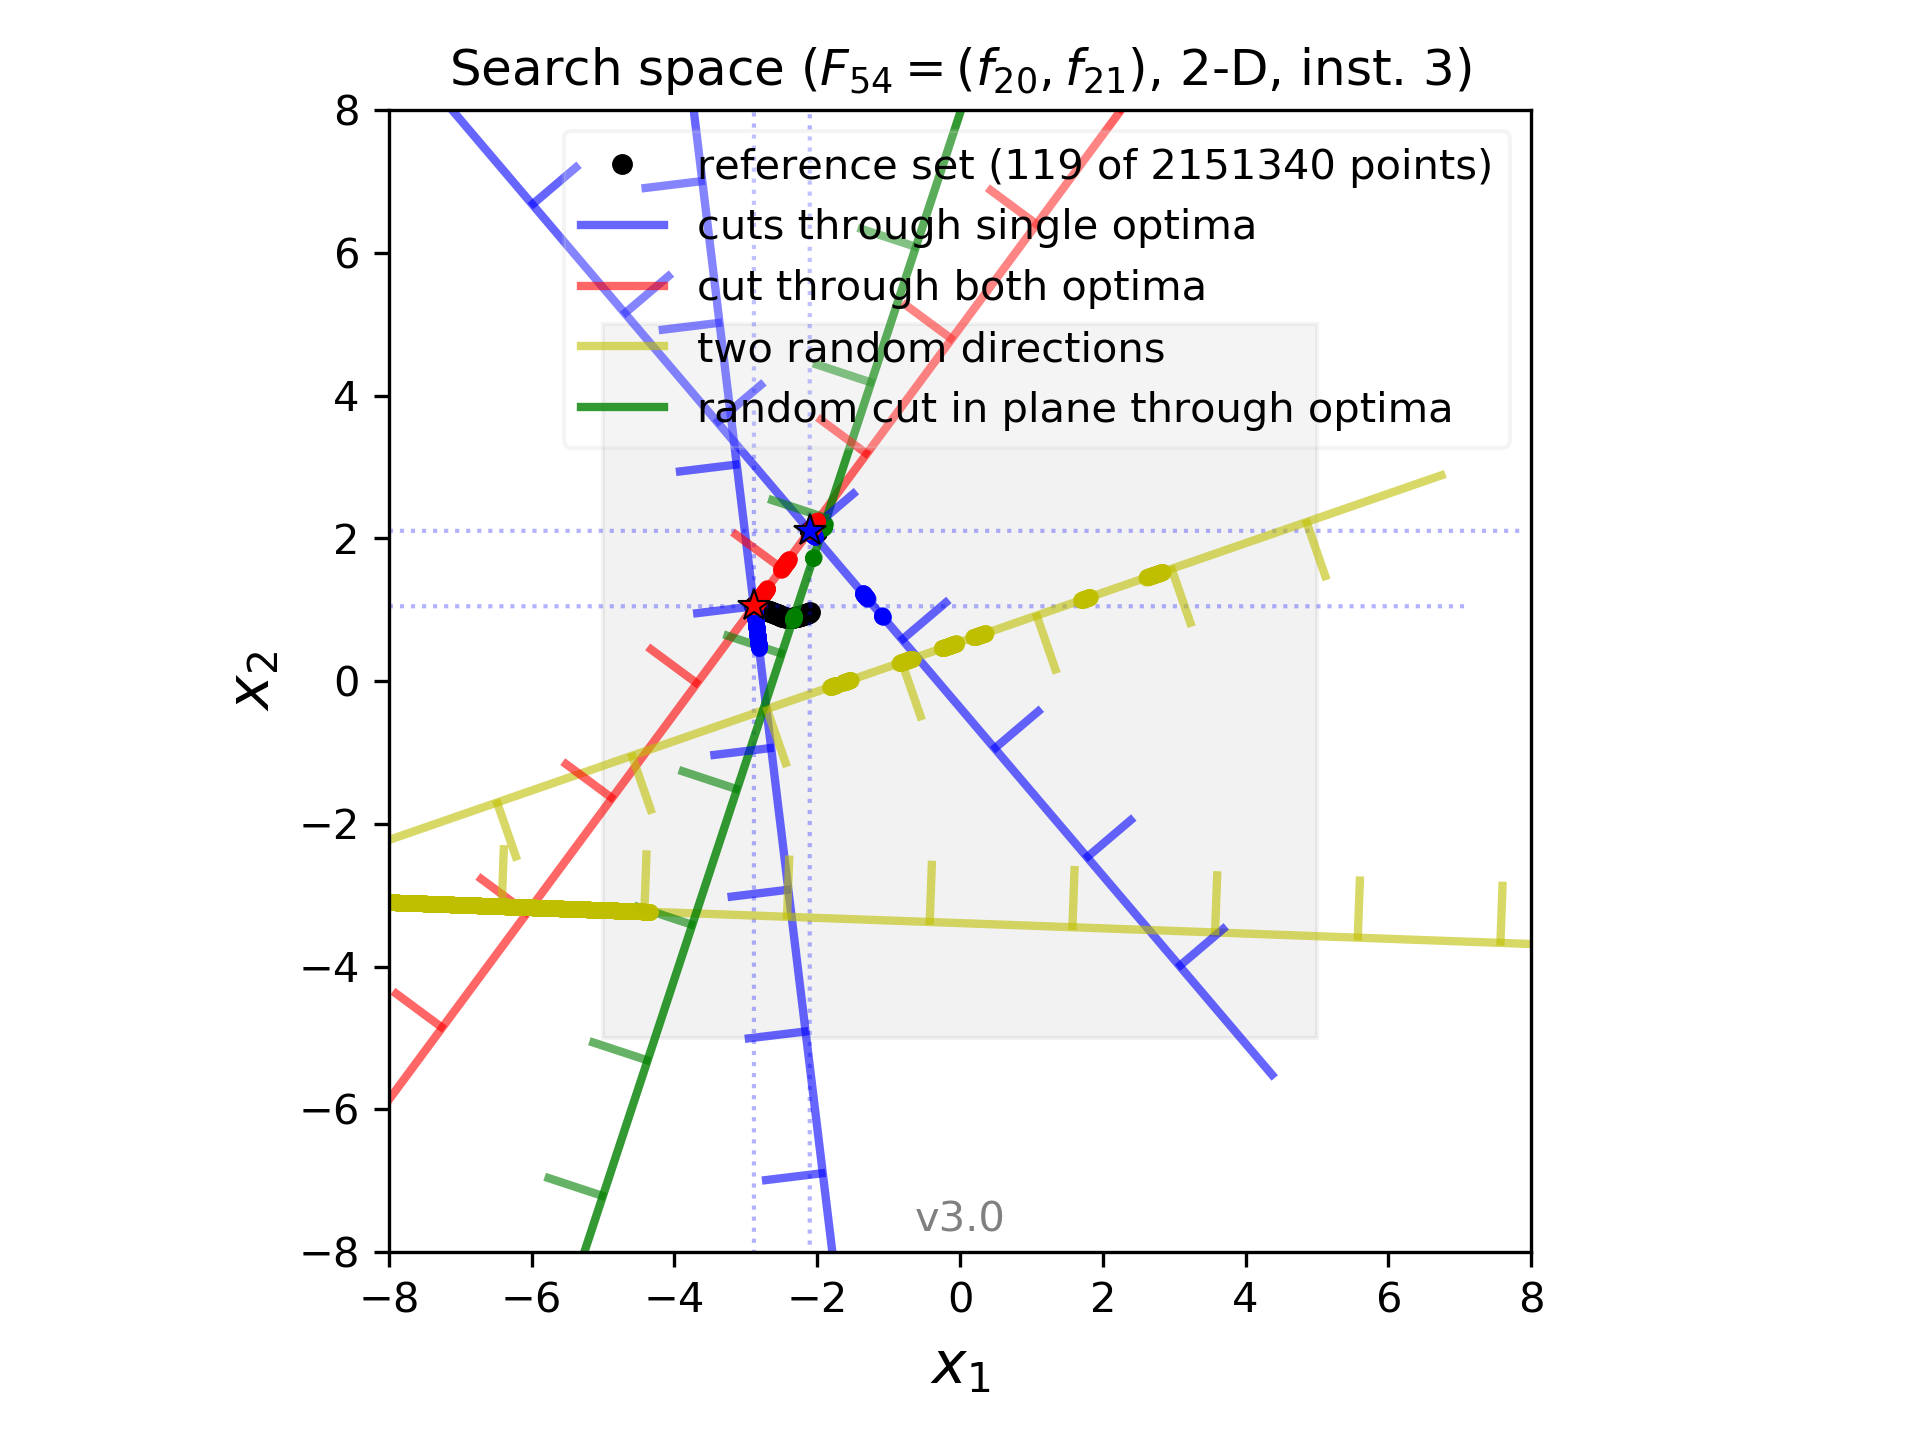 Search space (F54 = (f20, f21), 2-D, inst. 3)
reference set (119 of 2151340 points)
cuts through single optima
cut through both optima
two random directions
random cut in plane through optima
8
6
4
2
0
−2
−4
−6
−8
x2
v3.0
−8 −6 −4 −2 0 2 4 6 8
x1